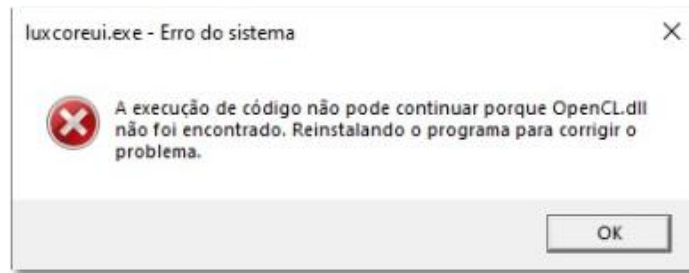 luxcoreui.exe - Erro do sistema
A execução de código não pode continuar porque OpenCL.dll
não foi encontrado. Reinstalando o programa para corrigir o
problema.
OK